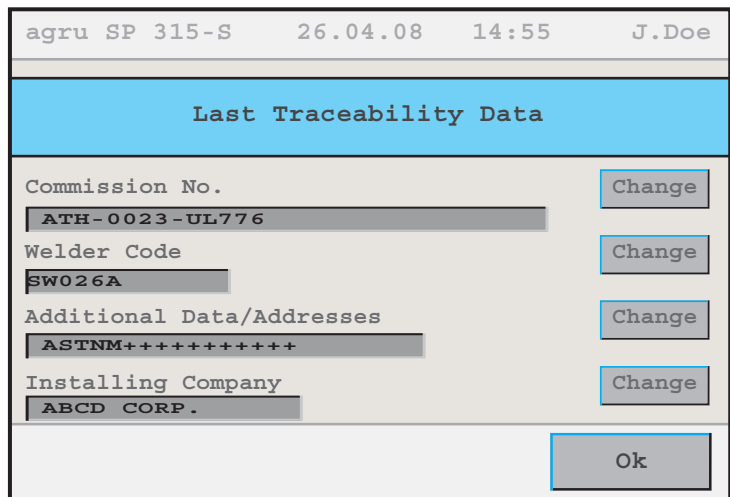 agru SP 315-S 26.04.08 14:55 J.Doe
Last Traceability Data
Commission No. Change
ATH-0023-UL776
Welder Code Change
SW026A
Additional Data/Addresses Change
ASTNM+++++++++++
Installing Company Change
ABCD CORP.
Ok